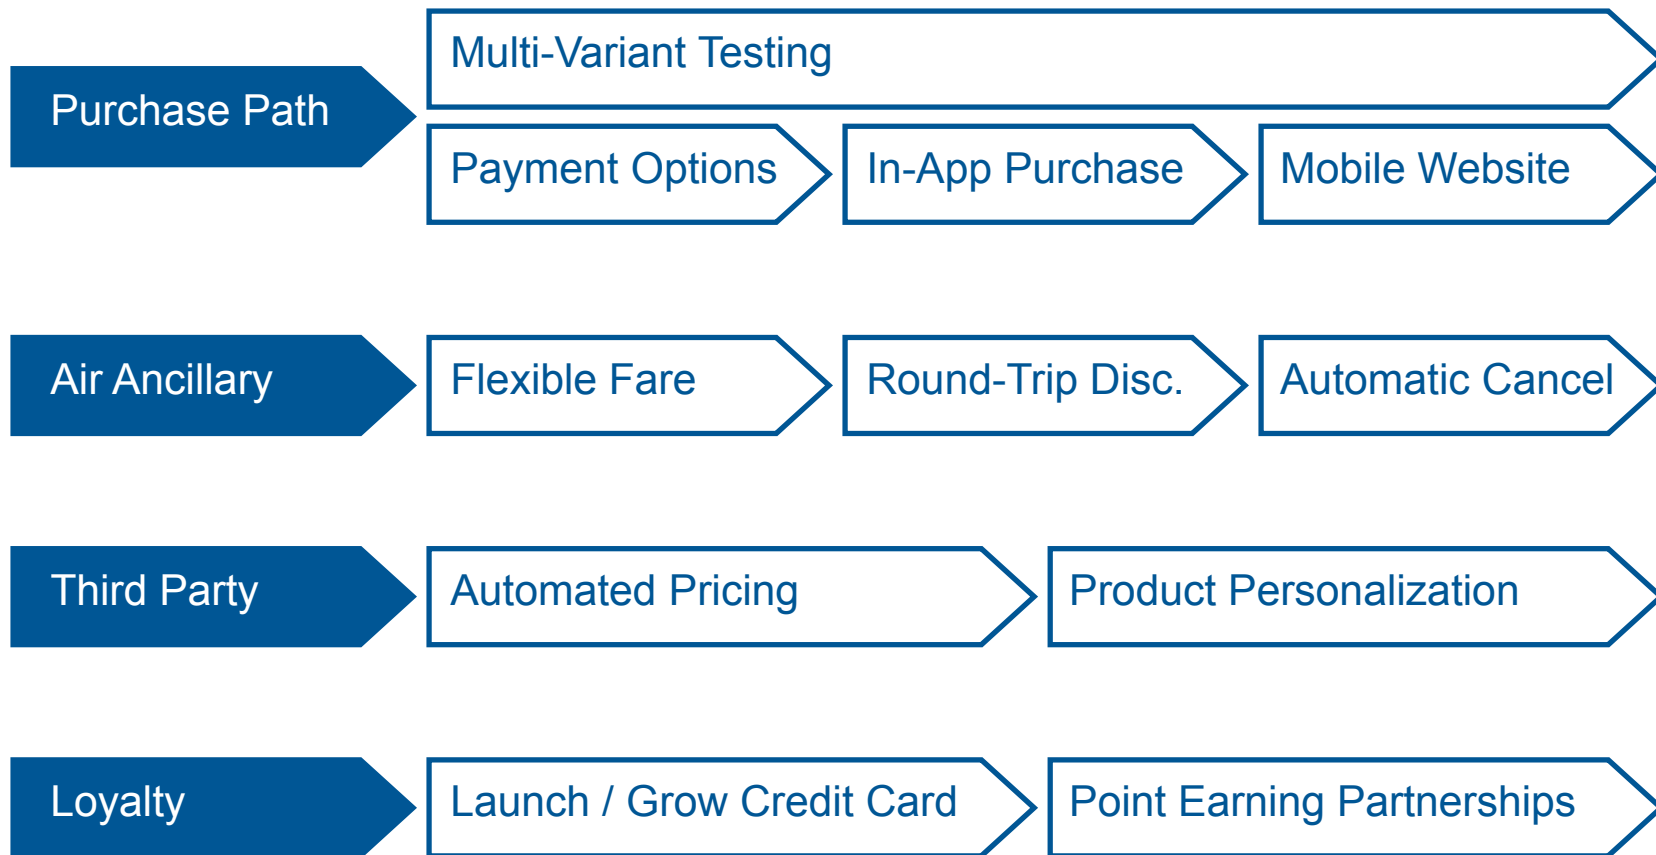 Multi-Variant Testing
Purchase Path
Payment Options
In-App Purchase
Mobile Website
Air Ancillary
Flexible Fare
Round-Trip Disc.
Automatic Cancel
Third Party
Automated Pricing
Product Personalization
Loyalty
Launch / Grow Credit Card
Point Earning Partnerships